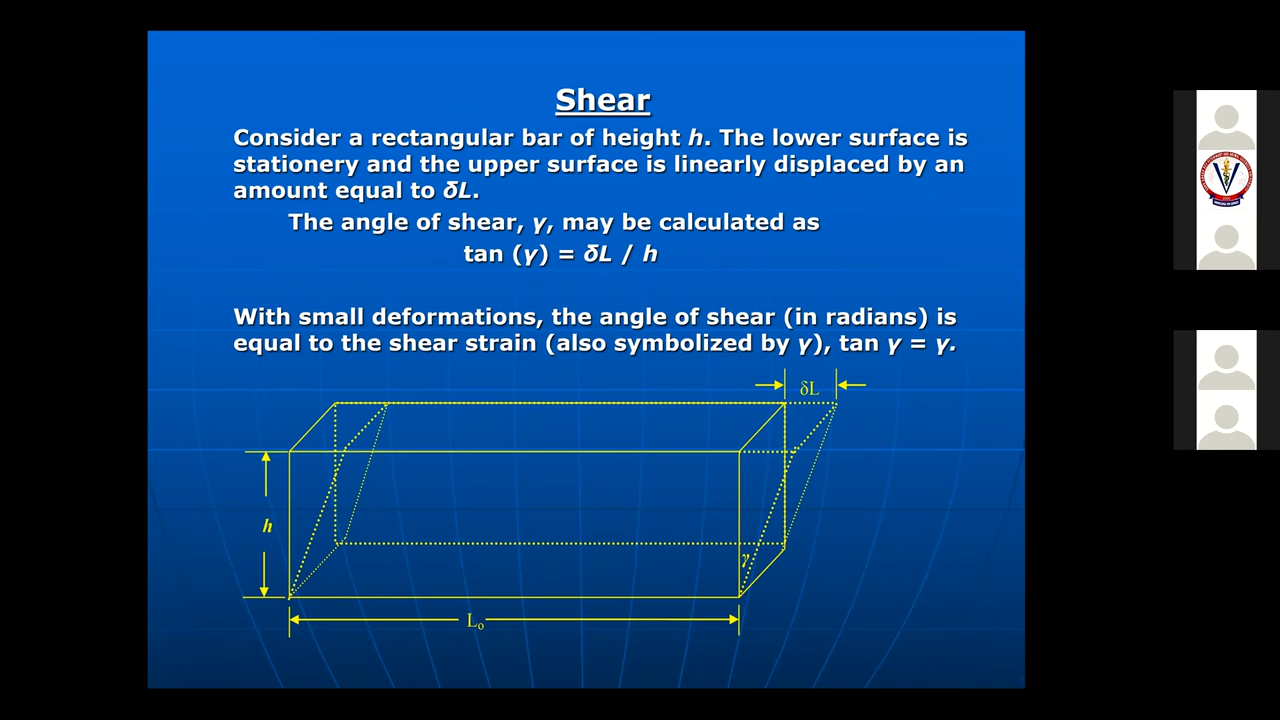 Shear
Consider a rectangular bar of height h. The lower surface is
stationery and the upper surface is linearly displaced by an
amount equal to δL.
The angle of shear, γ, may be calculated as
tan (γ) = δL / h
With small deformations, the angle of shear (in radians) is
equal to the shear strain (also symbolized by γ), tan γ = γ.
δL
h
γ
Lo